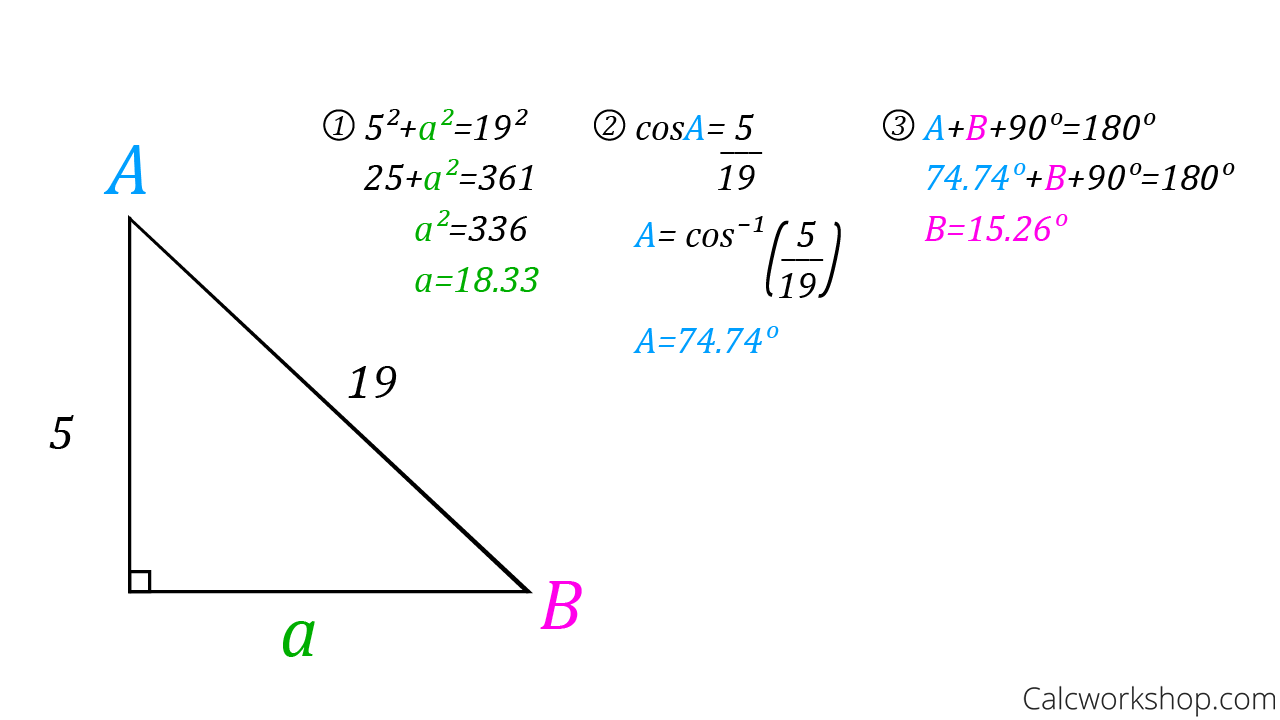 ① 5²+a²=19²
25+a²=361
a²=336
a=18.33
② cosA= 5
19
A= cos⁻¹(5
19)
A=74.74º
③ A+B+90º=180º
74.74º+B+90º=180º
B=15.26º
A
19
5
B
a
Calcworkshop.com